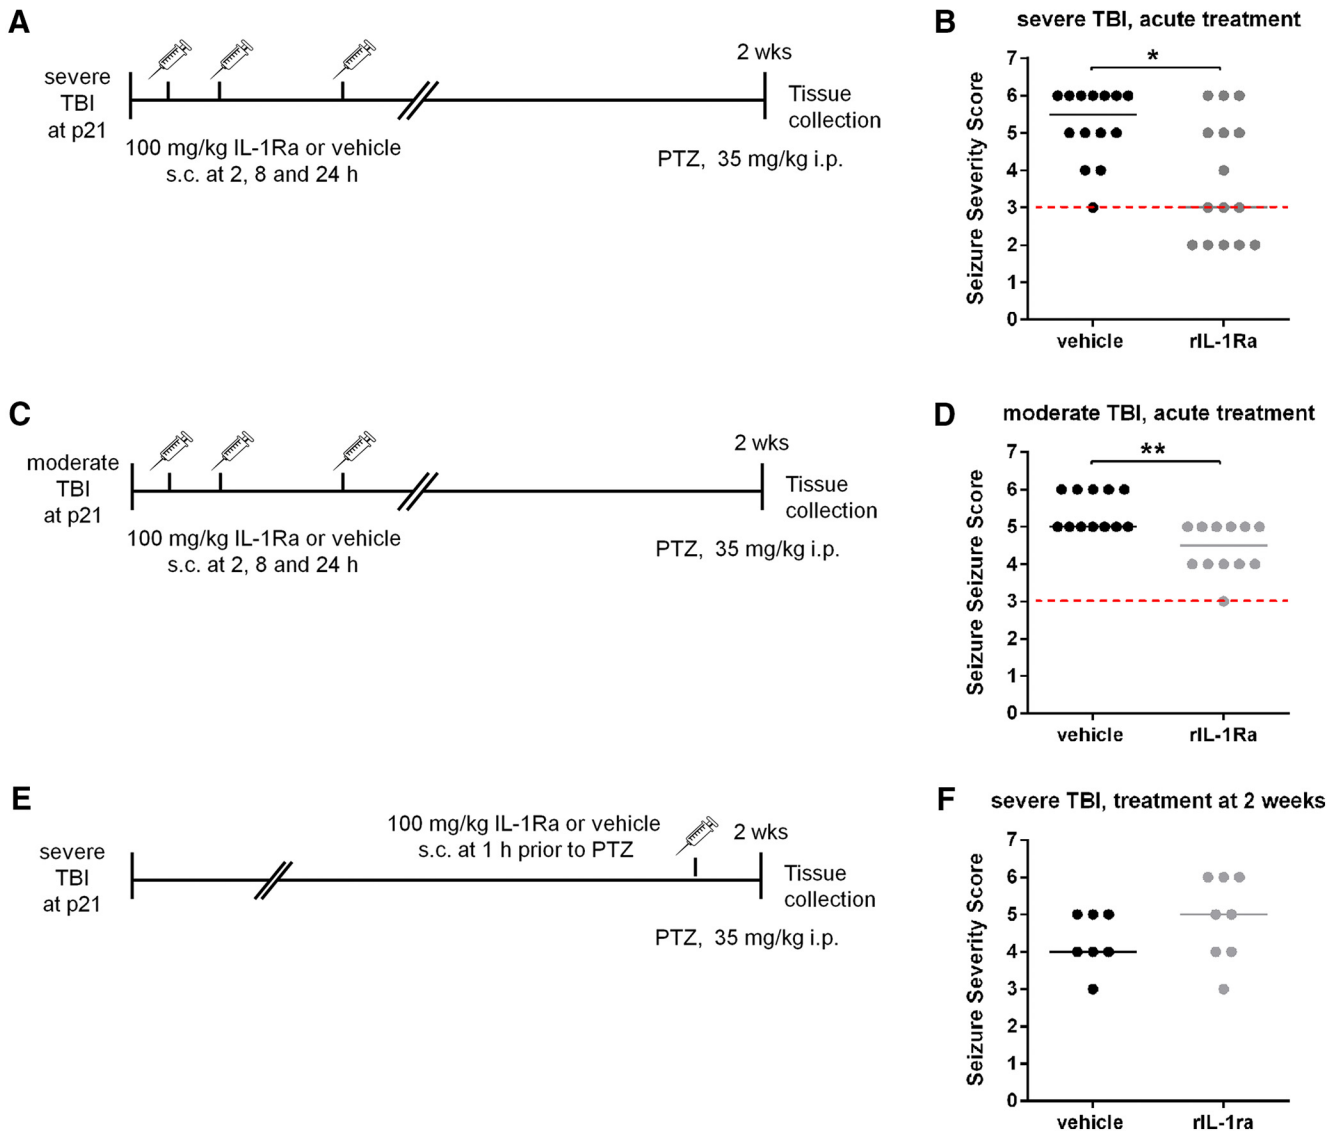 A
severe
TBI
at p21
2 wks
Tissue
collection
100 mg/kg IL-1Ra or vehicle
s.c. at 2, 8 and 24 h
PTZ, 35 mg/kg i.p.
B
severe TBI, acute treatment
*
Seizure Severity Score
7
6
5
4
3
2
1
0
vehicle
rIL-1Ra
C
moderate
TBI
at p21
2 wks
Tissue
collection
100 mg/kg IL-1Ra or vehicle
s.c. at 2, 8 and 24 h
PTZ, 35 mg/kg i.p.
D
moderate TBI, acute treatment
**
Seizure Seizure Score
7
6
5
4
3
2
1
0
vehicle
rIL-1Ra
E
severe
TBI
at p21
100 mg/kg IL-1Ra or vehicle
s.c. at 1 h prior to PTZ
2 wks
Tissue
collection
PTZ, 35 mg/kg i.p.
F
severe TBI, treatment at 2 weeks
Seizure Severity Score
7
6
5
4
3
2
1
0
vehicle
rIL-1ra